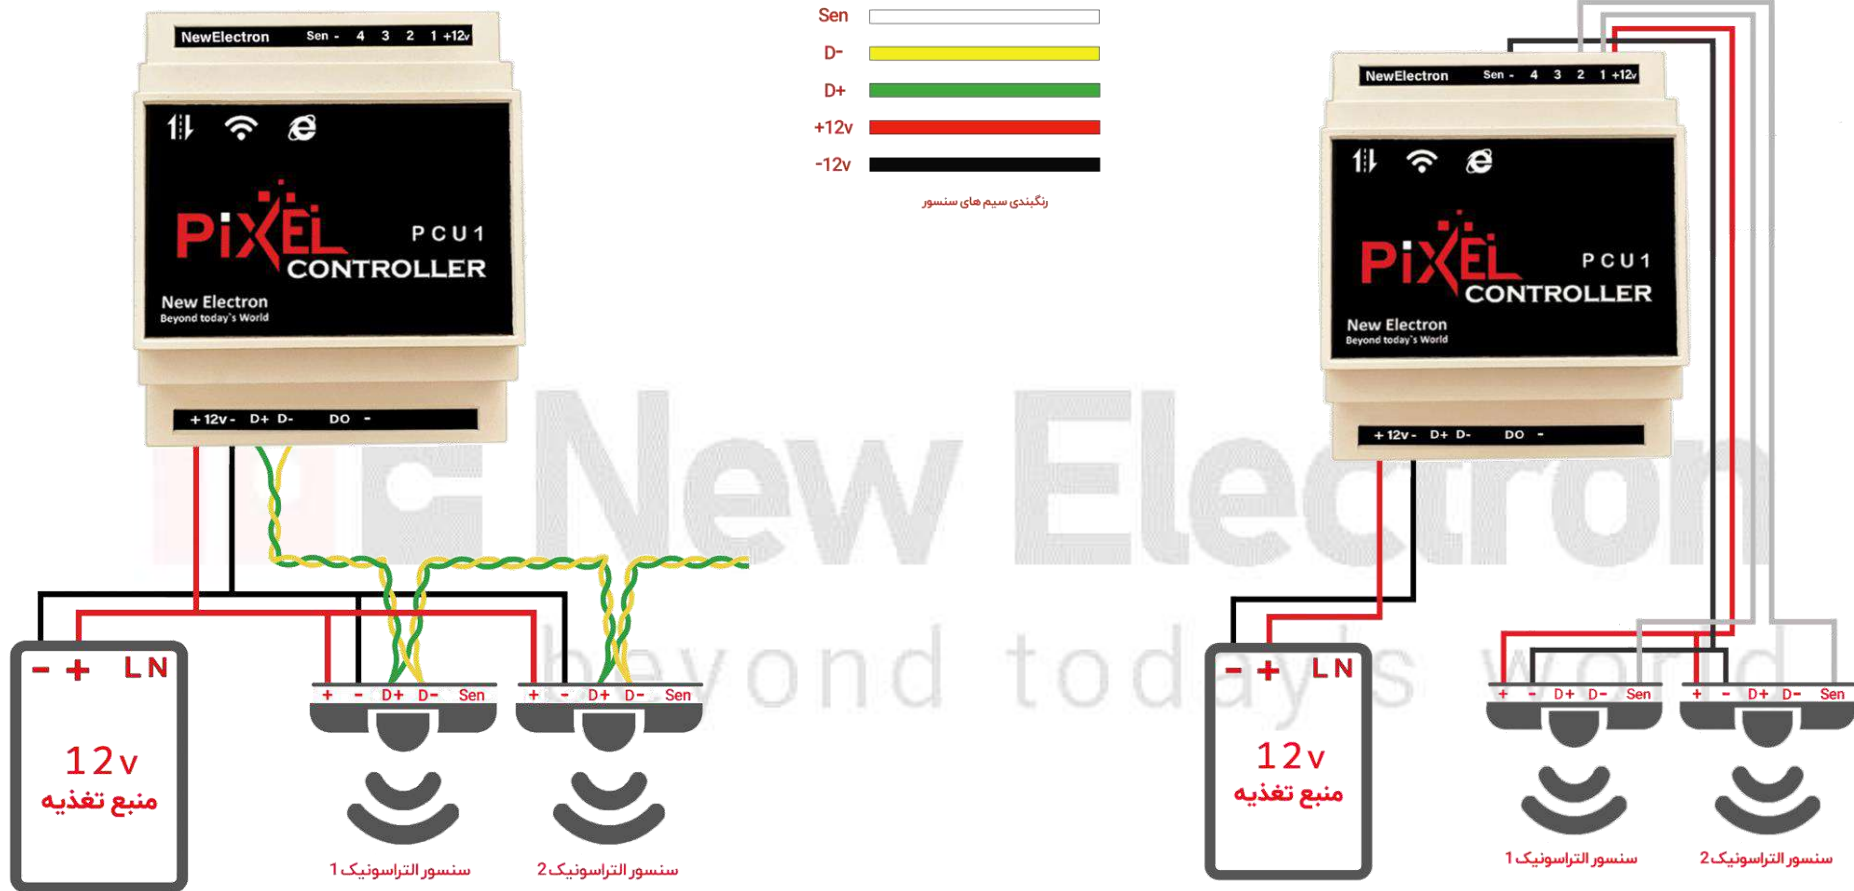 NewElectron Sen - 4 3 2 1 +12v
PiXEL
PCU1
CONTROLLER
New Electron
Beyond today`s World
+ 12v - D+ D- DO -
- + L N
12v
منبع تغذیه
+ - D+ D- Sen
سنسور التراسونیک 1
+ - D+ D- Sen
سنسور التراسونیک 2
Sen
D-
D+
+12v
-12v
رنگبندی سیم های سنسور
NewElectron Sen - 4 3 2 1 +12v
PiXEL
PCU1
CONTROLLER
New Electron
Beyond today`s World
+ 12v - D+ D- DO -
- + L N
12v
منبع تغذیه
+ - D+ D- Sen
سنسور التراسونیک 1
+ - D+ D- Sen
سنسور التراسونیک 2
New Electron
beyond today's world